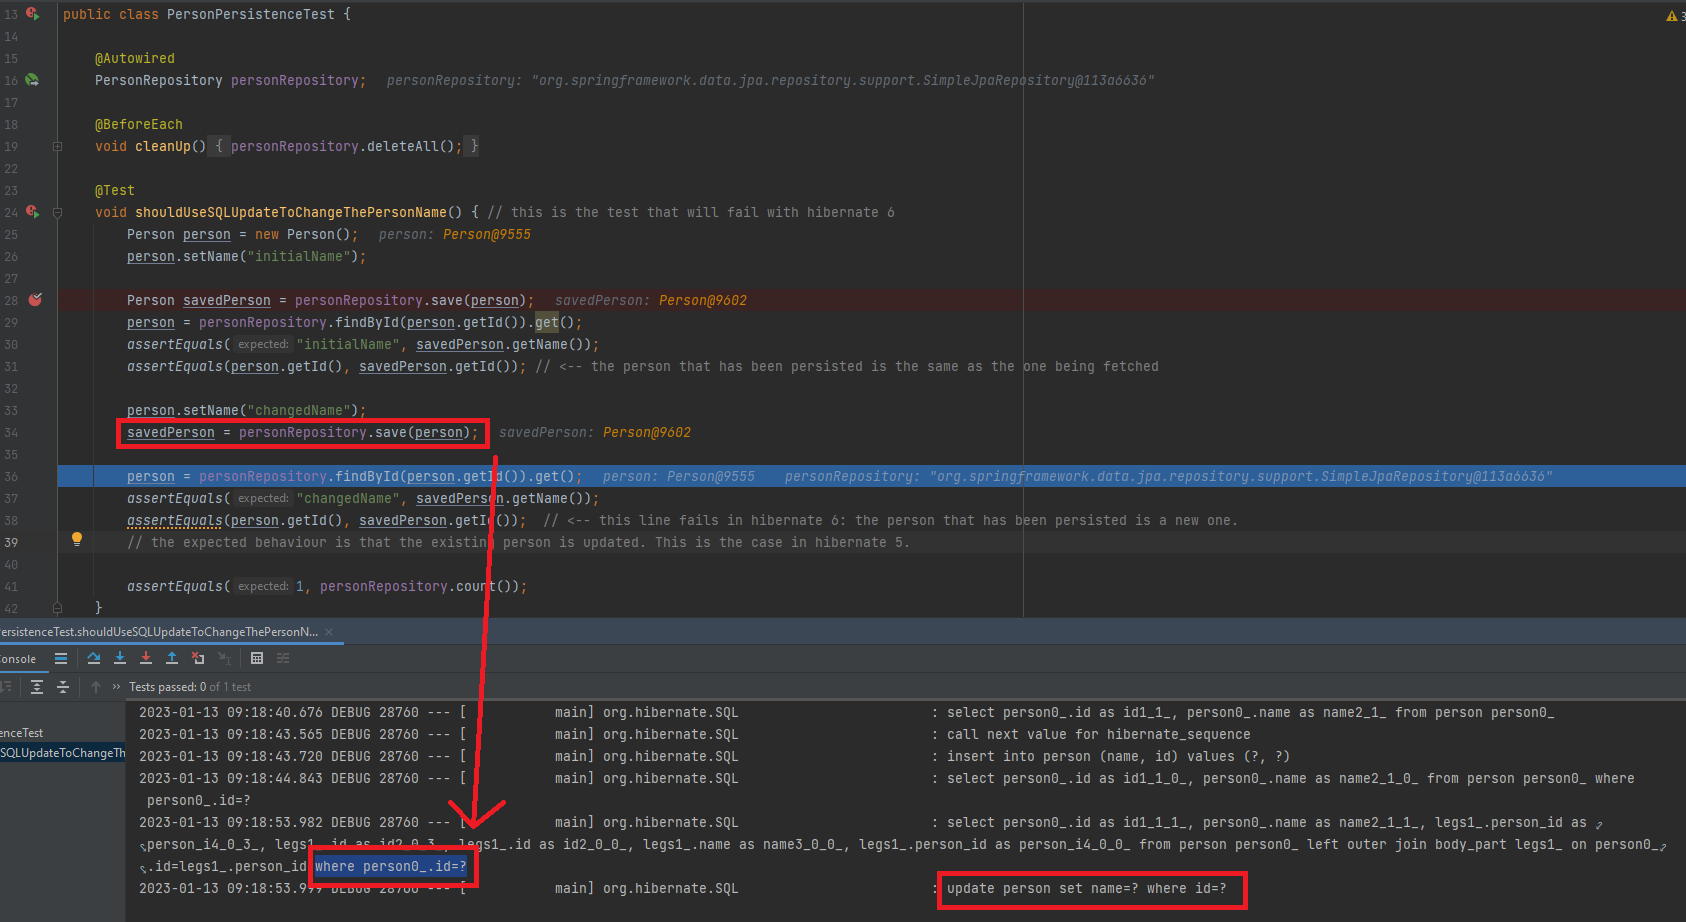 13 public class PersonPersistenceTest {
3
14
15 @Autowired
16 PersonRepository personRepository; personRepository: "org.springframework.data.jpa.repository.support.SimpleJpaRepository@113a6636"
17
18 @BeforeEach
19 void cleanUp() { personRepository.deleteAll(); }
22
23 @Test
24 void shouldUseSQLUpdateToChangeThePersonName() { // this is the test that will fail with hibernate 6
25 Person person = new Person(); person: Person@9555
26 person.setName("initialName");
27
28 Person savedPerson = personRepository.save(person); savedPerson: Person@9602
29 person = personRepository.findById(person.getId()).get();
30 assertEquals( expected: "initialName", savedPerson.getName());
31 assertEquals(person.getId(), savedPerson.getId()); // <-- the person that has been persisted is the same as the one being fetched
32
33 person.setName("changedName");
34 savedPerson = personRepository.save(person); savedPerson: Person@9602
35
36 person = personRepository.findById(person.getId()).get(); person: Person@9555 personRepository: "org.springframework.data.jpa.repository.support.SimpleJpaRepository@113a6636"
37 assertEquals( expected: "changedName", savedPerson.getName());
38 assertEquals(person.getId(), savedPerson.getId()); // <-- this line fails in hibernate 6: the person that has been persisted is a new one.
39 // the expected behaviour is that the existing person is updated. This is the case in hibernate 5.
40
41 assertEquals( expected: 1, personRepository.count());
42 }
ersistenceTest.shouldUseSQLUpdateToChangeThePersonN... ×
onsole
» Tests passed: 0 of 1 test
enceTest
SQLUpdateToChangeTh
2023-01-13 09:18:40.676 DEBUG 28760 --- [ main] org.hibernate.SQL : select person0_.id as id1_1_, person0_.name as name2_1_ from person person0_
2023-01-13 09:18:43.565 DEBUG 28760 --- [ main] org.hibernate.SQL : call next value for hibernate_sequence
2023-01-13 09:18:43.720 DEBUG 28760 --- [ main] org.hibernate.SQL : insert into person (name, id) values (?, ?)
2023-01-13 09:18:44.843 DEBUG 28760 --- [ main] org.hibernate.SQL : select person0_.id as id1_1_0_, person0_.name as name2_1_0_ from person person0_ where
person0_.id=?
2023-01-13 09:18:53.982 DEBUG 28760 --- [ main] org.hibernate.SQL : select person0_.id as id1_1_1_, person0_.name as name2_1_1_, legs1_.person_id as
person_i4_0_3_, legs1_.id as id2_0_3_, legs1_.id as id2_0_0_, legs1_.name as name3_0_0_, legs1_.person_id as person_i4_0_0_ from person person0_ left outer join body_part legs1_ on person0_
.id=legs1_.person_id where person0_.id=?
2023-01-13 09:18:53.999 DEBUG 28760 --- [ main] org.hibernate.SQL : update person set name=? where id=?